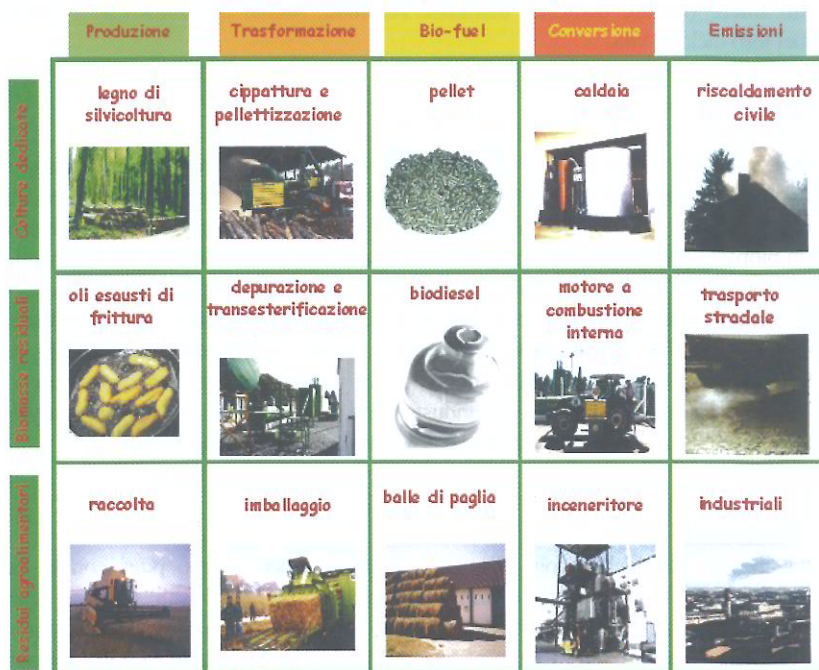 Produzione
Trasformazione
Bio-fuel
Conversione
Emissioni
Colture dedicate
legno di
silvicoltura
cippattura e
pellettizzazione
pellet
caldaia
riscaldamento
civile
Biomasse residuali
oli esausti di
frittura
depurazione e
transesterificazione
biodiesel
motore a
combustione
interna
trasporto
stradale
Residui agroalimentari
raccolta
imballaggio
balle di paglia
inceneritore
industriali